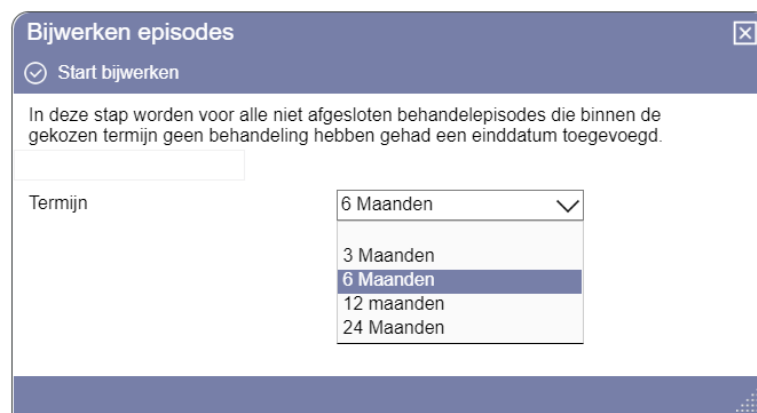 Bijwerken episodes
Start bijwerken
In deze stap worden voor alle niet afgesloten behandelepisodes die binnen de
gekozen termijn geen behandeling hebben gehad een einddatum toegevoegd.
Termijn
6 Maanden
3 Maanden
6 Maanden
12 maanden
24 Maanden